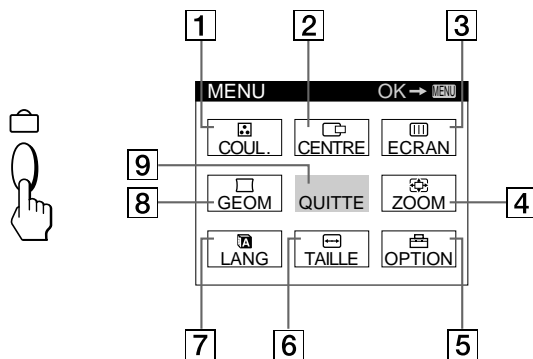 1 2 3
MENU OK→ MENU
COUL. CENTRE ECRAN
9
GEOM QUITTE ZOOM
8 4
LANG TAILLE OPTION
7 6 5